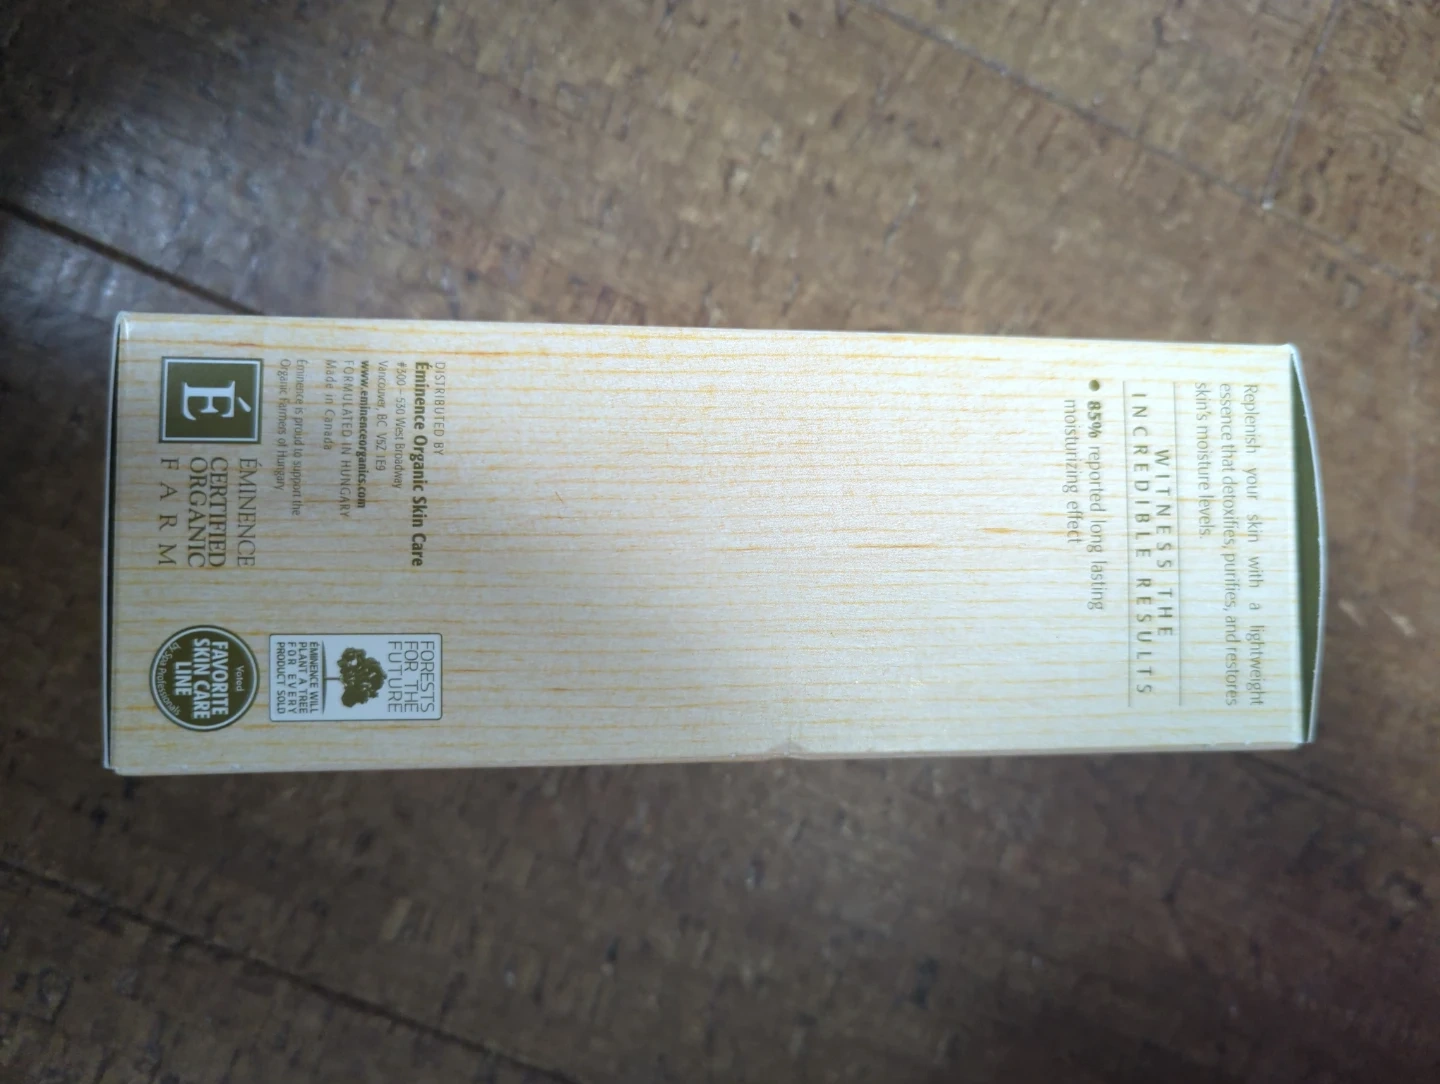 Replenish your skin with a lightweight
essence that detoxifies, purifies, and restores
skin's moisture levels.
WITNESS THE
INCREDIBLE RESULTS
• 85% reported long lasting
moisturizing effect
DISTRIBUTED BY
Éminence Organic Skin Care
#300 - 530 West Broadway
Vancouver, BC V5Z 1E9
www.eminenceorganics.com
FORMULATED IN HUNGARY
Made in Canada
Éminence is proud to support the
Organic Farmers of Hungary
FORESTS
FOR THE
FUTURE
ÉMINENCE WILL
PLANT A TREE
FOR EVERY
PRODUCT SOLD
É
ÉMINENCE
CERTIFIED
ORGANIC
FARM
Voted
FAVORITE
SKIN CARE
LINE
Spa Professionals